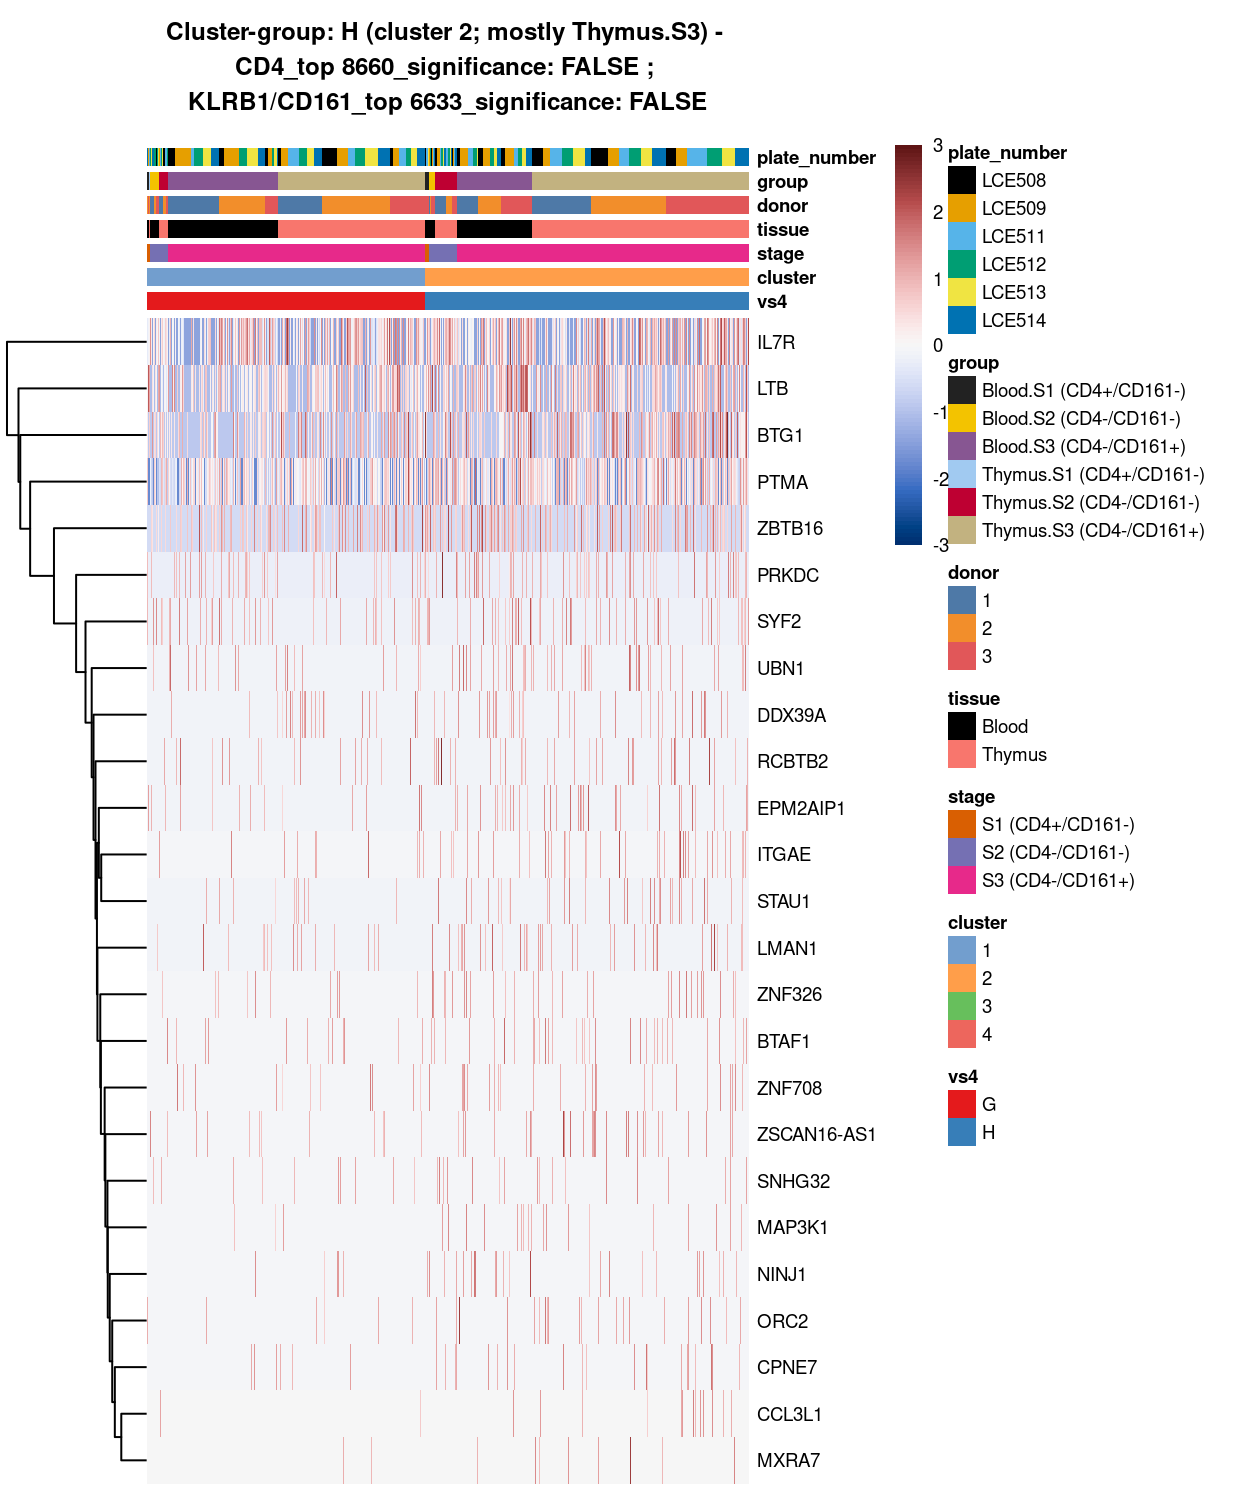 Cluster-group: H (cluster 2; mostly Thymus.S3) -
CD4_top 8660_significance: FALSE ;
KLRB1/CD161_top 6633_significance: FALSE
plate_number
group
donor
tissue
stage
cluster
vs4
IL7R
LTB
BTG1
PTMA
ZBTB16
PRKDC
SYF2
UBN1
DDX39A
RCBTB2
EPM2AIP1
ITGAE
STAU1
LMAN1
ZNF326
BTAF1
ZNF708
ZSCAN16-AS1
SNHG32
MAP3K1
NINJ1
ORC2
CPNE7
CCL3L1
MXRA7
3
2
1
0
-1
-2
-3
plate_number
LCE508
LCE509
LCE511
LCE512
LCE513
LCE514
group
Blood.S1 (CD4+/CD161-)
Blood.S2 (CD4-/CD161-)
Blood.S3 (CD4-/CD161+)
Thymus.S1 (CD4+/CD161-)
Thymus.S2 (CD4-/CD161-)
Thymus.S3 (CD4-/CD161+)
donor
1
2
3
tissue
Blood
Thymus
stage
S1 (CD4+/CD161-)
S2 (CD4-/CD161-)
S3 (CD4-/CD161+)
cluster
1
2
3
4
vs4
G
H